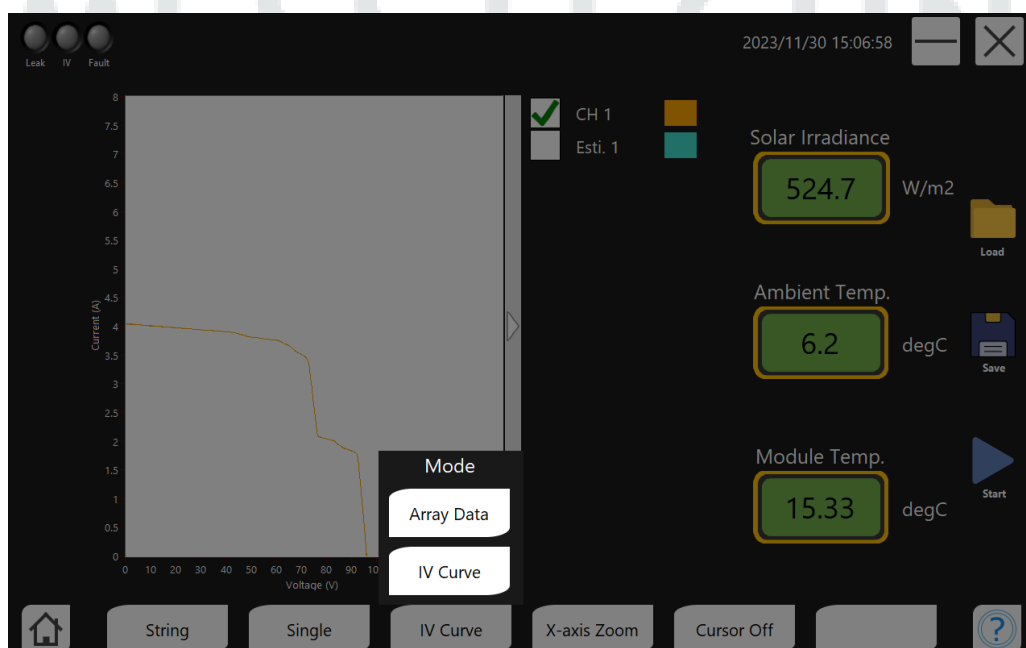 2023/11/30 15:06:58
Leak IV Fault
8
7.5
7
6.5
6
5.5
5
4.5
4
3.5
3
2.5
2
1.5
1
0.5
0
Current (A)
0 10 20 30 40 50 60 70 80 90 10
Voltage (V)
CH 1
Esti. 1
Solar Irradiance
524.7 W/m2
Ambient Temp.
6.2 degC
Module Temp.
15.33 degC
Load
Save
Start
Mode
Array Data
IV Curve
String Single IV Curve X-axis Zoom Cursor Off
?